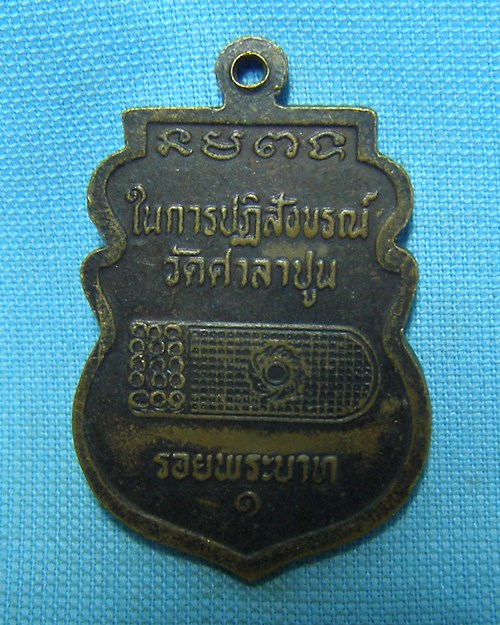 ในการปฏิสังขรณ์
วัดศาลาปูน
รอยพระบาท
๑